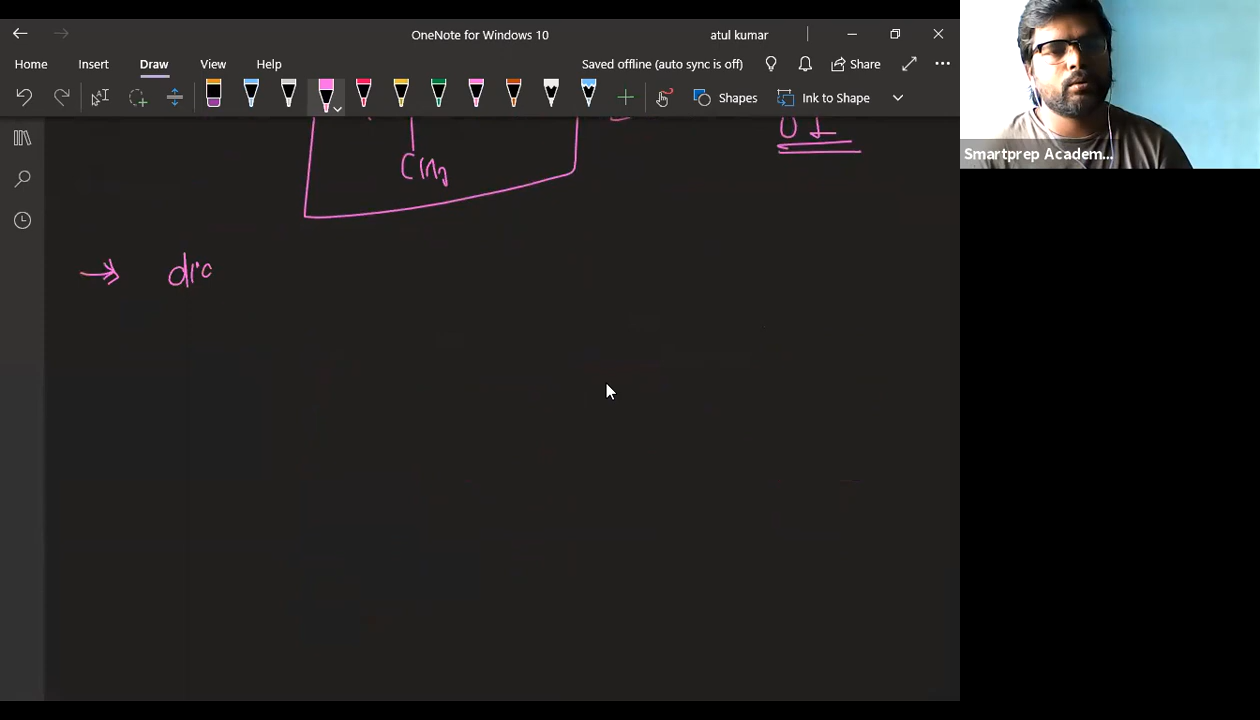 OneNote for Windows 10
atul kumar
Home Insert Draw View Help
Saved offline (auto sync is off)
Share
Shapes
Ink to Shape
CH3
Smartprep Academ...